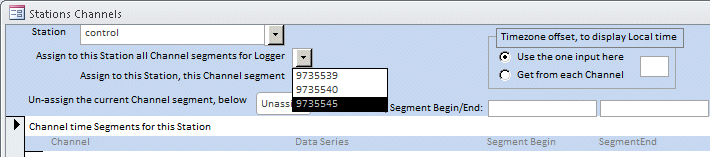 Stations Channels
Station control
Timezone offset, to display Local time
Assign to this Station all Channel segments for Logger
Use the one input here
Assign to this Station, this Channel segment
9735539
Get from each Channel
9735540
Un-assign the current Channel segment, below
9735545
, Segment Begin/End:
Channel time Segments for this Station
Channel Data Series Segment Begin SegmentEnd